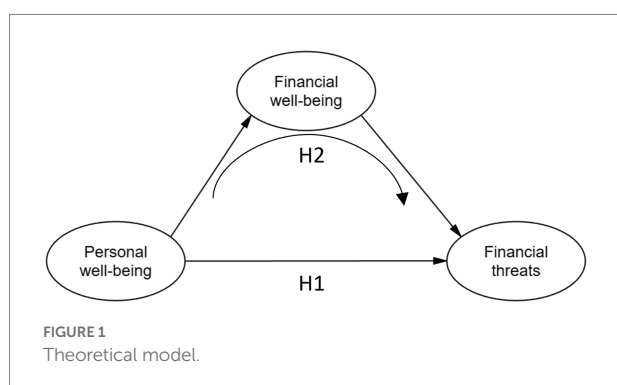 Financial
well-being
H2
Personal
well-being
Financial
threats
H1
FIGURE 1
Theoretical model.